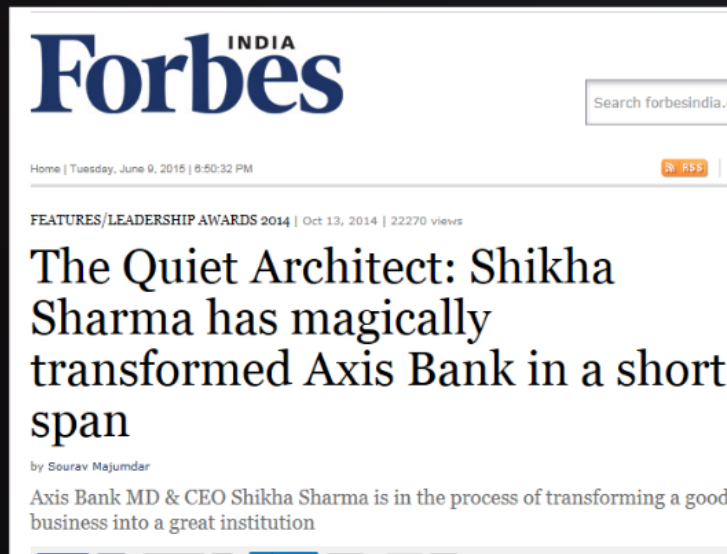 Forbes INDIA
Search forbesindia.
Home | Tuesday, June 9, 2015 | 6:50:32 PM
RSS
FEATURES/LEADERSHIP AWARDS 2014 | Oct 13, 2014 | 22270 views
The Quiet Architect: Shikha
Sharma has magically
transformed Axis Bank in a short
span
by Sourav Majumdar
Axis Bank MD & CEO Shikha Sharma is in the process of transforming a good
business into a great institution